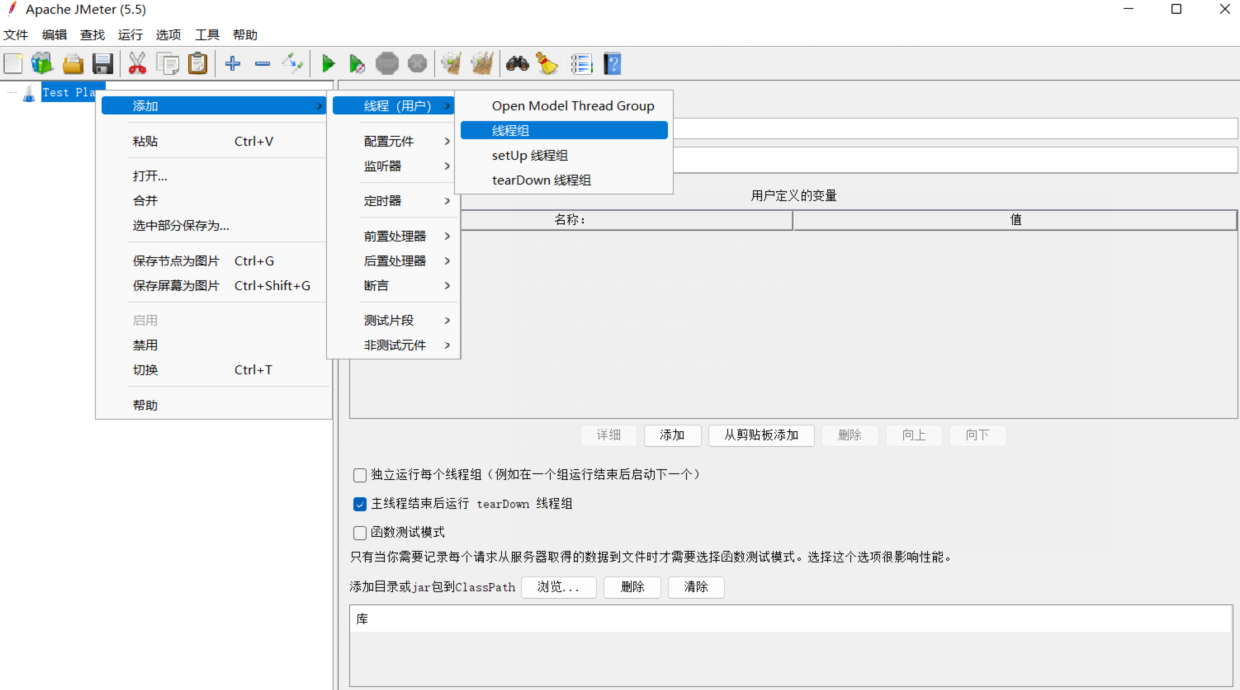 Apache JMeter (5.5)
文件 编辑 查找 运行 选项 工具 帮助
Test Pla
添加
粘贴 Ctrl+V
打开...
合并
选中部分保存为...
保存节点为图片 Ctrl+G
保存屏幕为图片 Ctrl+Shift+G
启用
禁用
切换 Ctrl+T
帮助
线程（用户）
配置元件
监听器
定时器
前置处理器
后置处理器
断言
测试片段
非测试元件
Open Model Thread Group
线程组
setUp 线程组
tearDown 线程组
用户定义的变量
名称: 值
详细 添加 从剪贴板添加 删除 向上 向下
独立运行每个线程组（例如在一个组运行结束后启动下一个）
主线程结束后运行 tearDown 线程组
函数测试模式
只有当你需要记录每个请求从服务器取得的数据到文件时才需要选择函数测试模式。选择这个选项很影响性能。
添加目录或jar包到ClassPath 浏览... 删除 清除
库